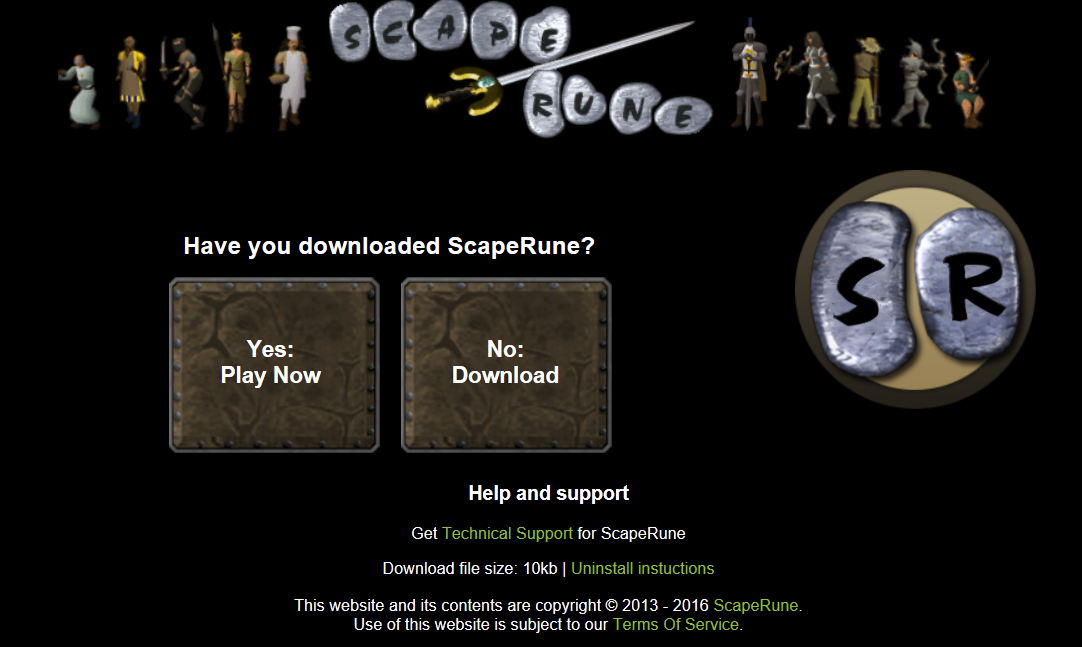 SCAPE
RUNE
S R
Have you downloaded ScapeRune?
Yes:
Play Now
No:
Download
Help and support
Get Technical Support for ScapeRune
Download file size: 10kb | Uninstall instuctions
This website and its contents are copyright © 2013 - 2016 ScapeRune.
Use of this website is subject to our Terms Of Service.